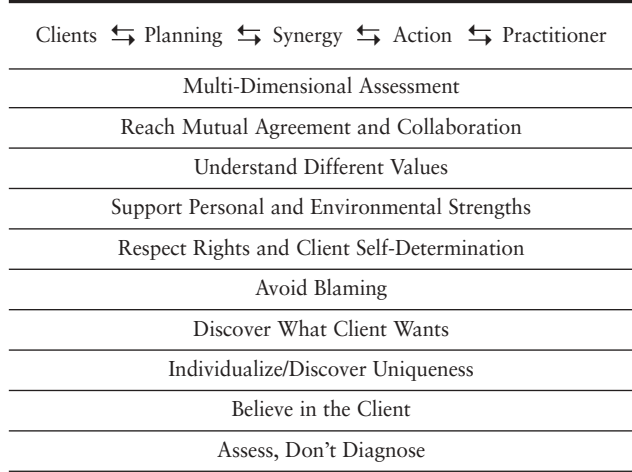 Clients ⇆ Planning ⇆ Synergy ⇆ Action ⇆ Practitioner
Multi-Dimensional Assessment
Reach Mutual Agreement and Collaboration
Understand Different Values
Support Personal and Environmental Strengths
Respect Rights and Client Self-Determination
Avoid Blaming
Discover What Client Wants
Individualize/Discover Uniqueness
Believe in the Client
Assess, Don’t Diagnose